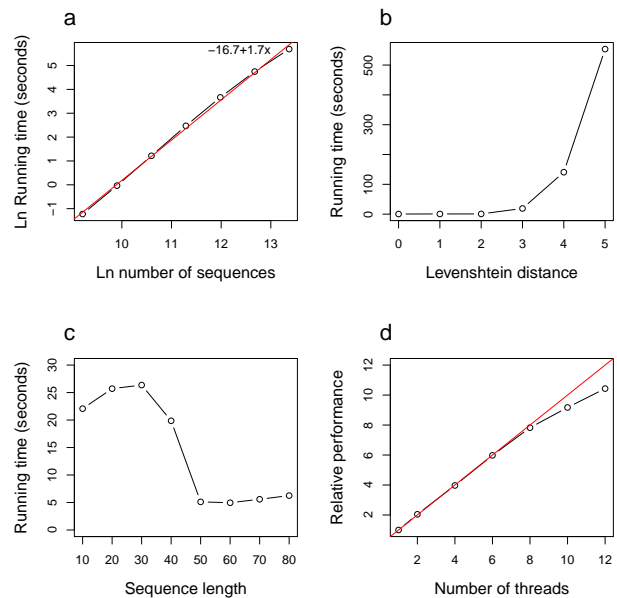 a
−16.7+1.7x
Ln Running time (seconds)
−1 0 1 2 3 4 5
10 11 12 13
Ln number of sequences
b
Running time (seconds)
0 100 300 500
0 1 2 3 4 5
Levenshtein distance
c
Running time (seconds)
0 5 10 15 20 25 30
10 20 30 40 50 60 70 80
Sequence length
d
Relative performance
2 4 6 8 10 12
2 4 6 8 10 12
Number of threads